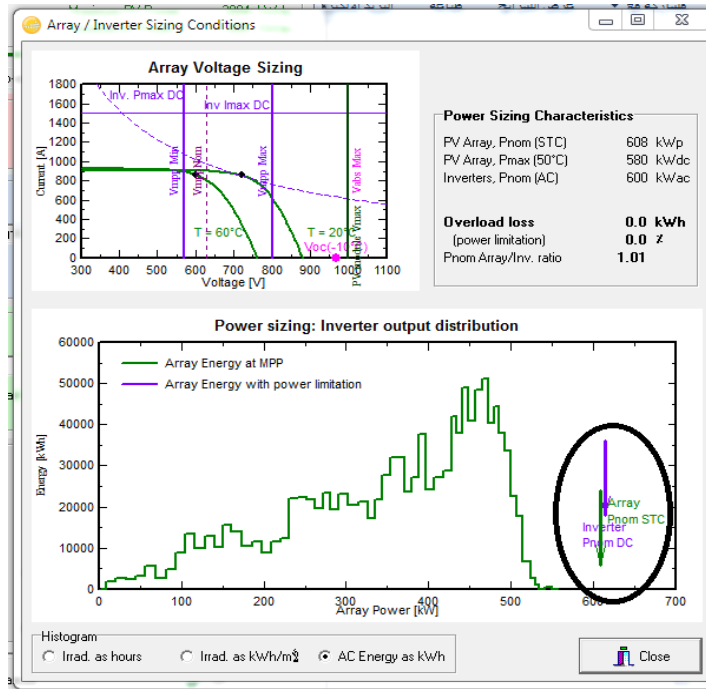 Array / Inverter Sizing Conditions
Array Voltage Sizing
1800
1600
1400
1200
1000
800
600
400
200
0
Current [A]
Inv. Pmax DC
Inv Imax DC
Vmpp Min
Vmpp Nom
Vmpp Max
Vabs Max
PV module Vmax
T = 60°C
T = 20°C
Voc(-10°C)
300 400 500 600 700 800 900 1000 1100
Voltage [V]
Power Sizing Characteristics
PV Array, Pnom (STC) 608 kWp
PV Array, Pmax (50°C) 580 kWdc
Inverters, Pnom (AC) 600 kWac
Overload loss 0.0 kWh
(power limitation) 0.0 %
Pnom Array/Inv. ratio 1.01
Power sizing: Inverter output distribution
60000
50000
40000
30000
20000
10000
0
Energy [kWh]
Array Energy at MPP
Array Energy with power limitation
Array
Pnom STC
Inverter
Pnom DC
0 100 200 300 400 500 600 700
Array Power [kW]
Histogram
Irrad. as hours
Irrad. as kWh/m²
AC Energy as kWh
Close